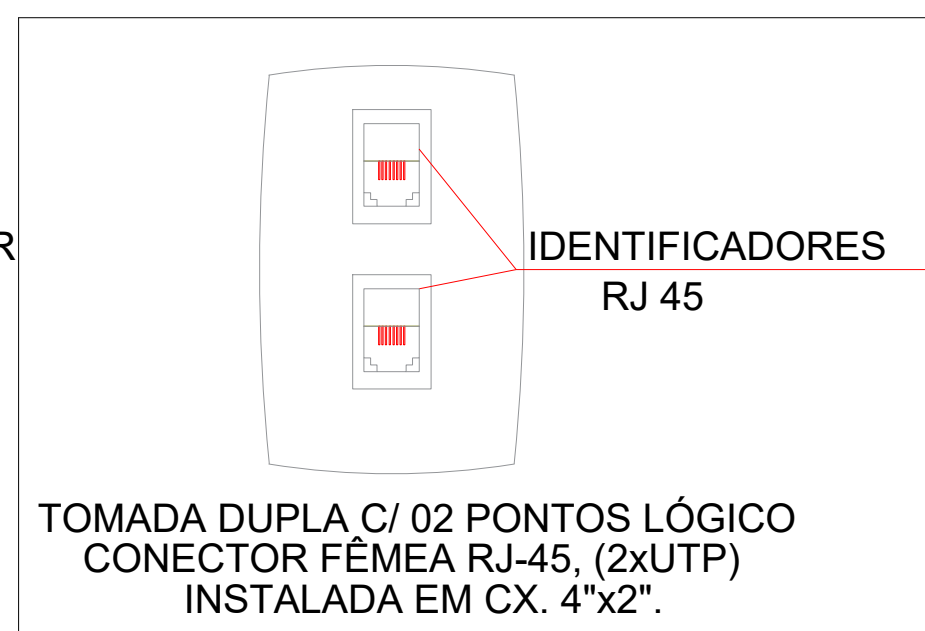 R
IDENTIFICADORES
RJ 45
TOMADA DUPLA C/ 02 PONTOS LÓGICO
CONECTOR FÊMEA RJ-45, (2xUTP)
INSTALADA EM CX. 4"x2".